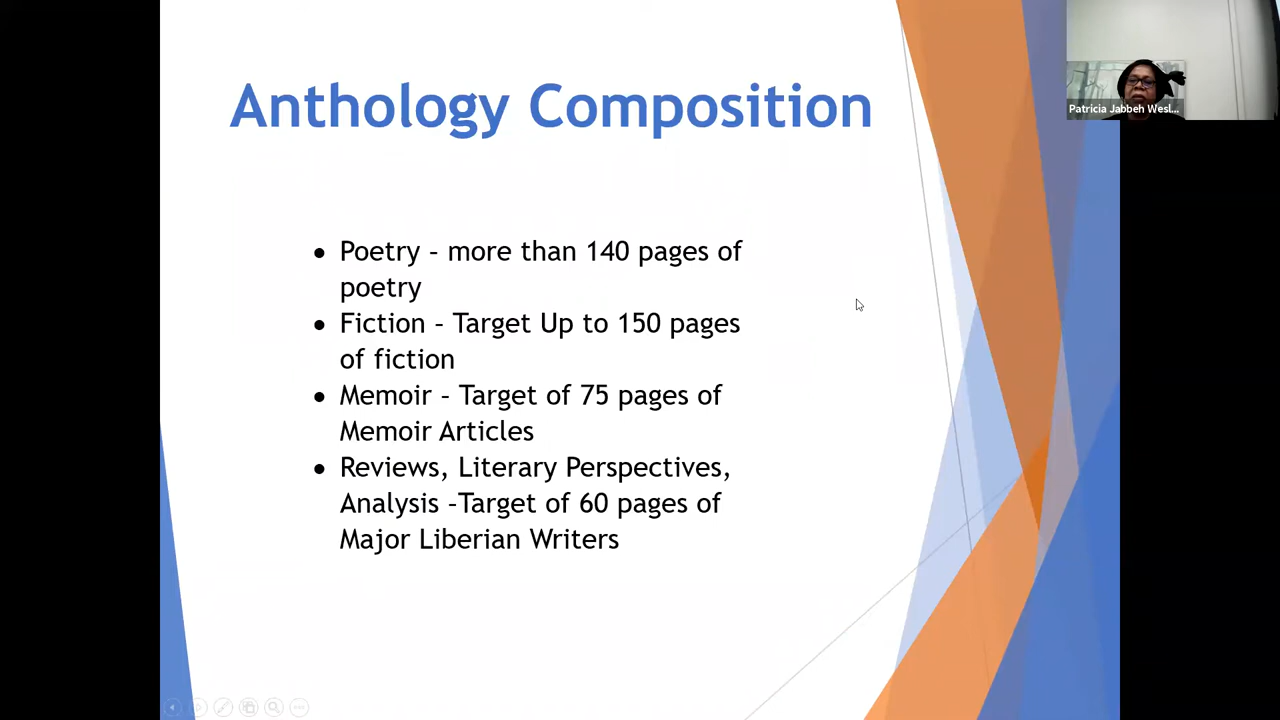 Anthology Composition
Patricia Jabbeh Wesl...
• Poetry – more than 140 pages of
poetry
• Fiction – Target Up to 150 pages
of fiction
• Memoir – Target of 75 pages of
Memoir Articles
• Reviews, Literary Perspectives,
Analysis –Target of 60 pages of
Major Liberian Writers